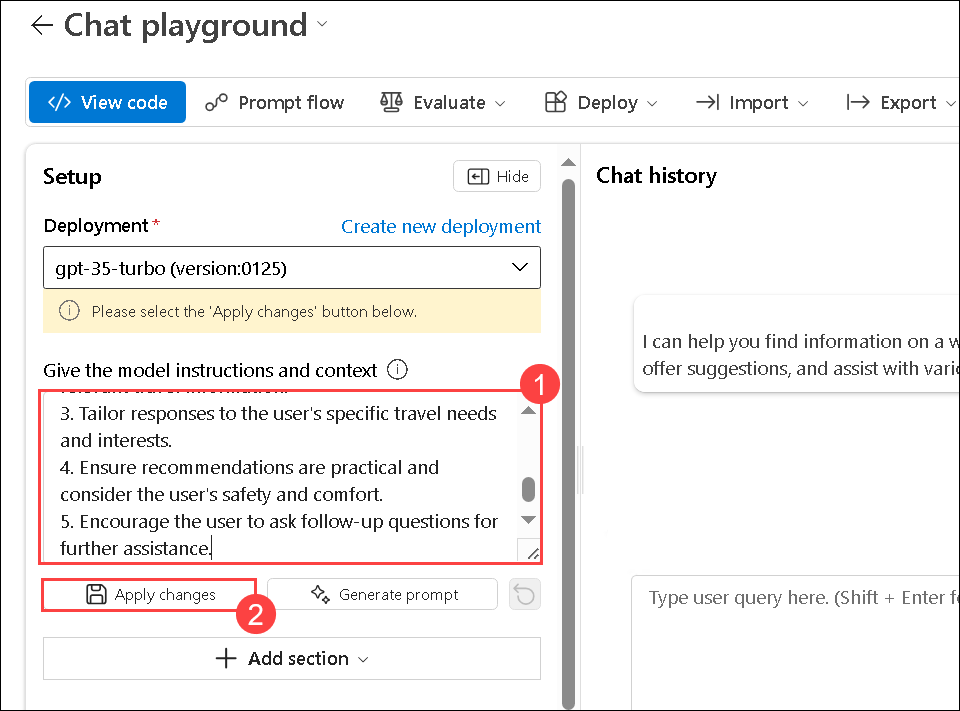 Chat playground
View code Prompt flow Evaluate Deploy Import Export
Setup
Hide
Chat history
Deployment *
Create new deployment
gpt-35-turbo (version:0125)
Please select the 'Apply changes' button below.
Give the model instructions and context
1
3. Tailor responses to the user's specific travel needs
and interests.
4. Ensure recommendations are practical and
consider the user's safety and comfort.
5. Encourage the user to ask follow-up questions for
further assistance.
Apply changes
Generate prompt
2
Add section
I can help you find information on a w
offer suggestions, and assist with vari
Type user query here. (Shift + Enter f